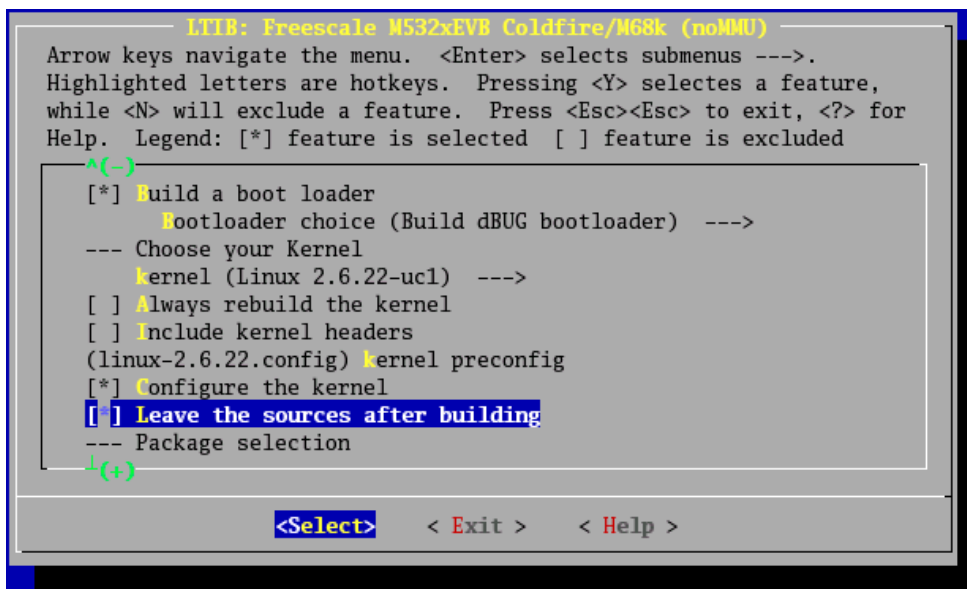 LTIB: Freescale M532xEVB Coldfire/M68k (noMMU)
Arrow keys navigate the menu.  <Enter> selects submenus --->.
Highlighted letters are hotkeys.  Pressing <Y> selectes a feature,
while <N> will exclude a feature.  Press <Esc><Esc> to exit, <?> for
Help.  Legend: [*] feature is selected  [ ] feature is excluded
^(-)
[*] Build a boot loader
Bootloader choice (Build dBUG bootloader)  --->
--- Choose your Kernel
kernel (Linux 2.6.22-uc1)  --->
[ ] Always rebuild the kernel
[ ] Include kernel headers
(linux-2.6.22.config) kernel preconfig
[*] Configure the kernel
[*] Leave the sources after building
--- Package selection
┴(+)
<Select>    < Exit >    < Help >